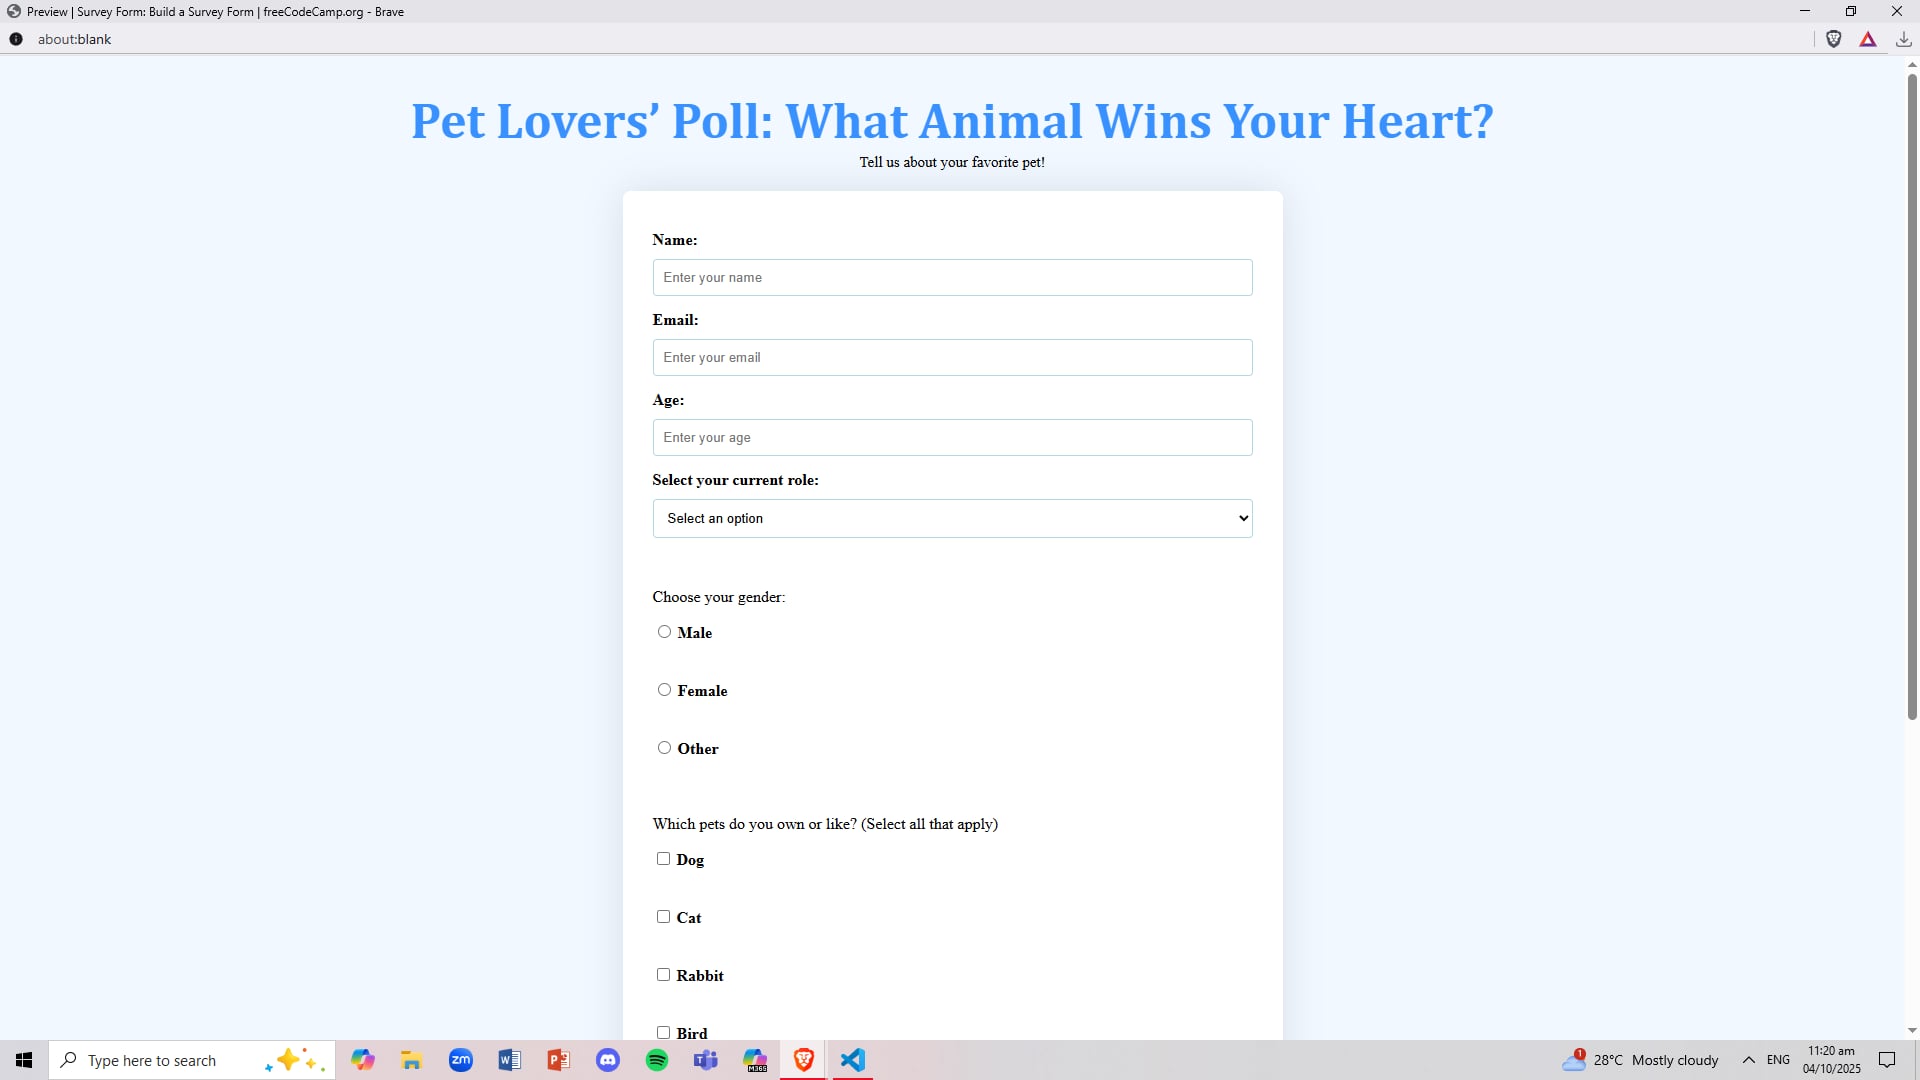 Preview | Survey Form: Build a Survey Form | freeCodeCamp.org - Brave
about:blank
Pet Lovers’ Poll: What Animal Wins Your Heart?
Tell us about your favorite pet!
Name:
Enter your name
Email:
Enter your email
Age:
Enter your age
Select your current role:
Select an option
Choose your gender:
Male
Female
Other
Which pets do you own or like? (Select all that apply)
Dog
Cat
Rabbit
Bird
Type here to search
zm
W
P
M365
1
28°C Mostly cloudy
ENG
11:20 am
04/10/2025